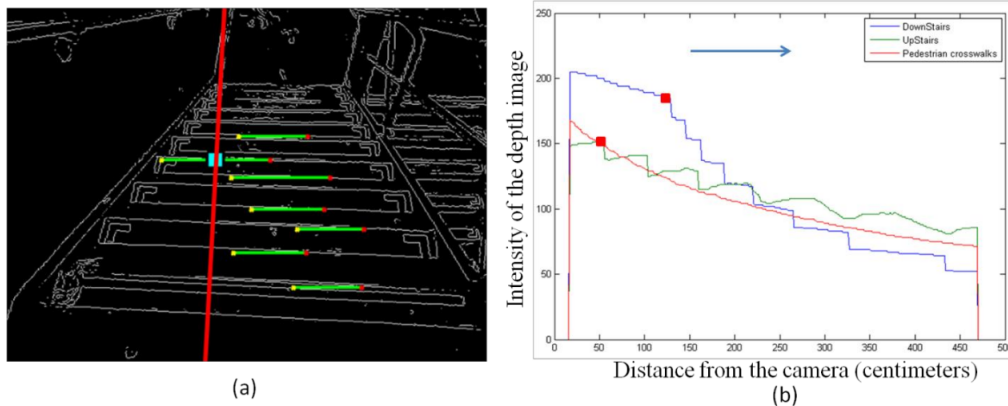 250
200
150
100
50
0
Intensity of the depth image
DownStairs
UpStairs
Pedestrian crosswalks
0 50 100 150 200 250 300 350 400 450 500
Distance from the camera (centimeters)
(a)
(b)